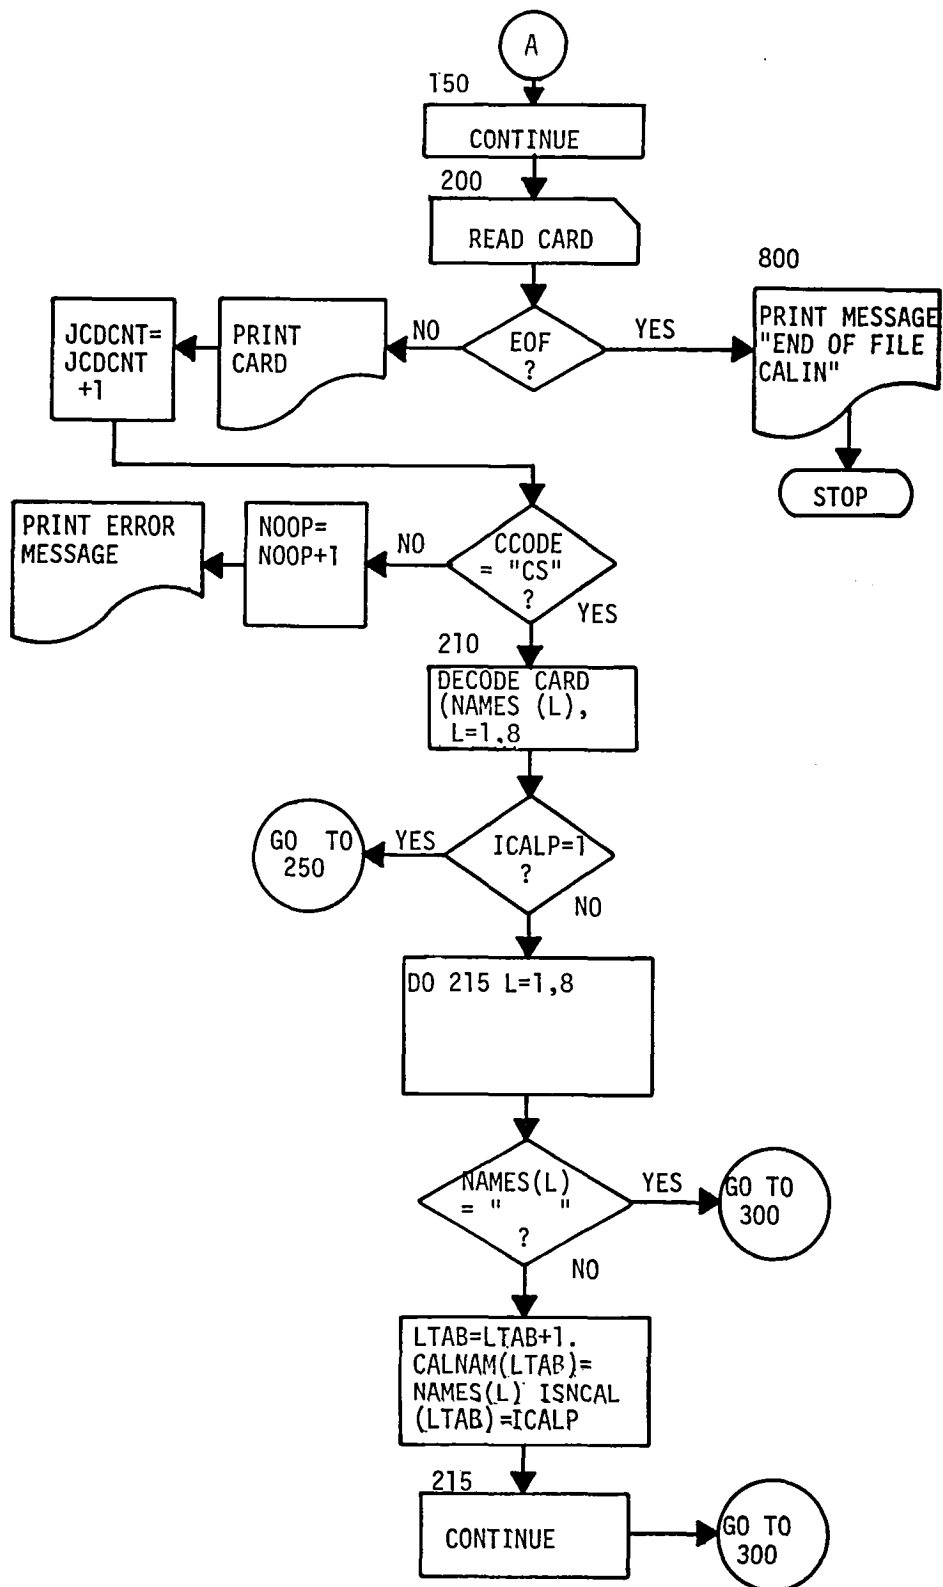 A
150
CONTINUE
200
READ CARD
EOF
?
NO
YES
800
PRINT MESSAGE
"END OF FILE
CALIN"
STOP
PRINT
CARD
JCDCNT=
JCDCNT
+1
CCODE
= "CS"
?
NO
YES
NOOP=
NOOP+1
PRINT ERROR
MESSAGE
210
DECODE CARD
(NAMES (L),
L=1,8
ICALP=1
?
YES
NO
GO TO
250
DO 215 L=1,8
NAMES(L)
= " "
?
YES
NO
GO TO
300
LTAB=LTAB+1.
CALNAM(LTAB)=
NAMES(L) ISNCAL
(LTAB)=ICALP
215
CONTINUE
GO TO
300